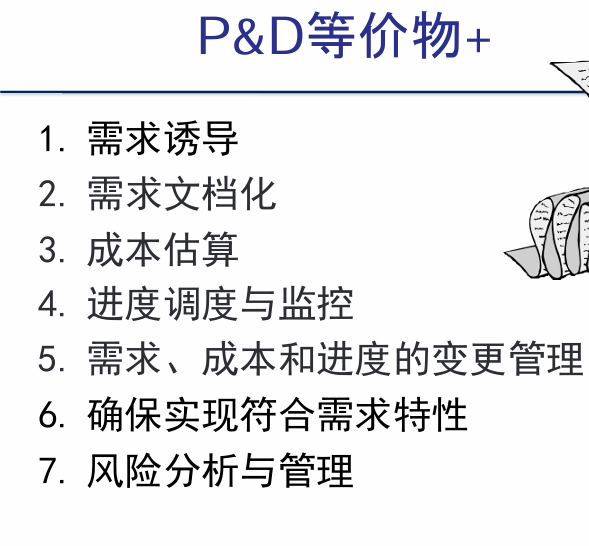 P&D等价物+
1. 需求诱导
2. 需求文档化
3. 成本估算
4. 进度调度与监控
5. 需求、成本和进度的变更管理
6. 确保实现符合需求特性
7. 风险分析与管理